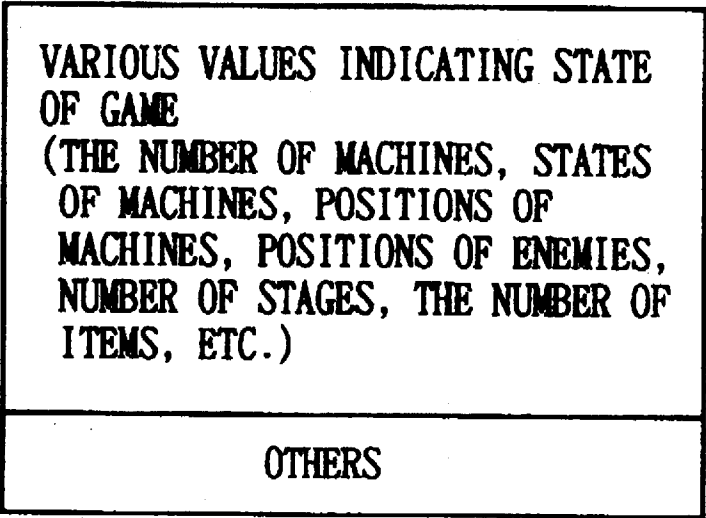 VARIOUS VALUES INDICATING STATE
OF GAME
(THE NUMBER OF MACHINES, STATES
OF MACHINES, POSITIONS OF
MACHINES, POSITIONS OF ENEMIES,
NUMBER OF STAGES, THE NUMBER OF
ITEMS, ETC.)
OTHERS